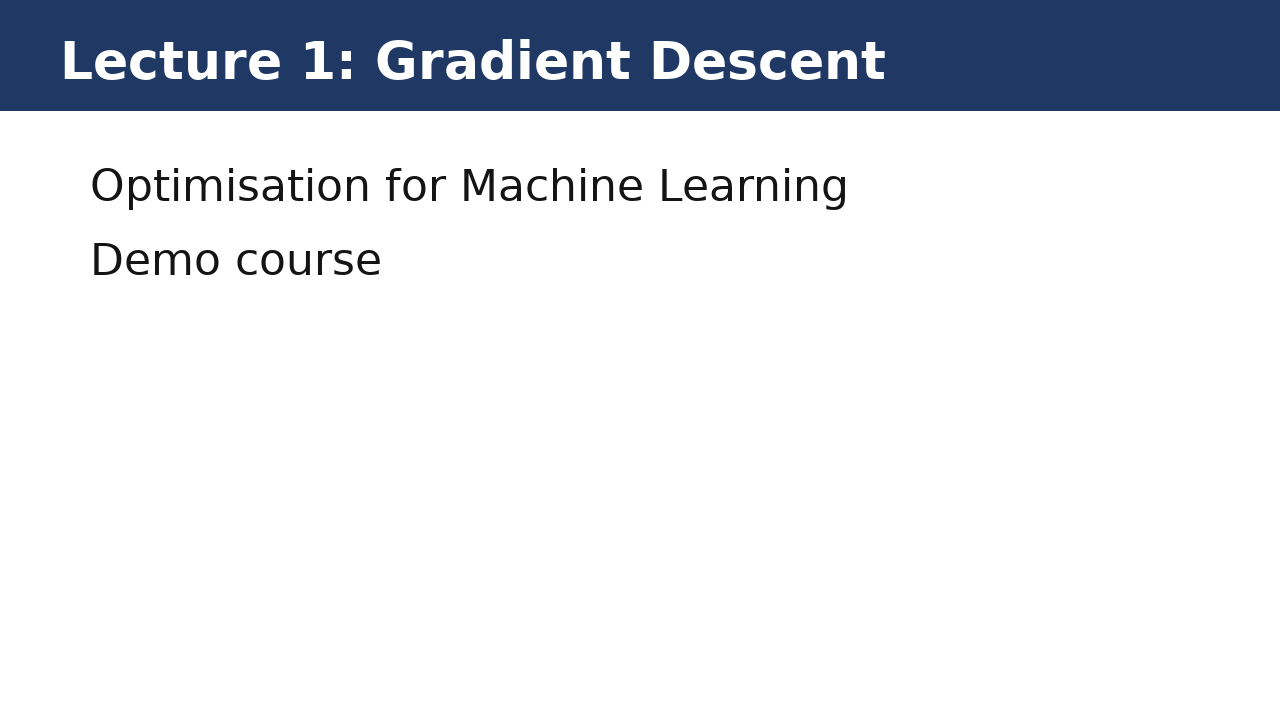 Lecture 1: Gradient Descent
Optimisation for Machine Learning
Demo course